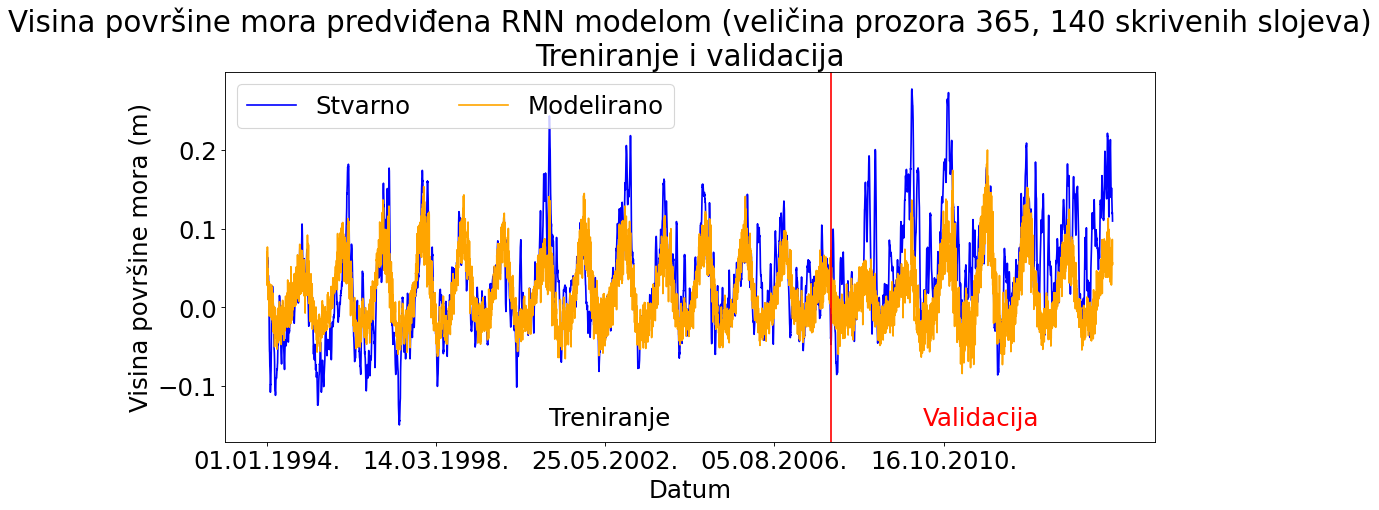 Visina površine mora predviđena RNN modelom (veličina prozora 365, 140 skrivenih slojeva)
Treniranje i validacija
Stvarno
Modelirano
Visina površine mora (m)
0.2
0.1
0.0
−0.1
Treniranje
Validacija
01.01.1994.
14.03.1998.
25.05.2002.
05.08.2006.
16.10.2010.
Datum